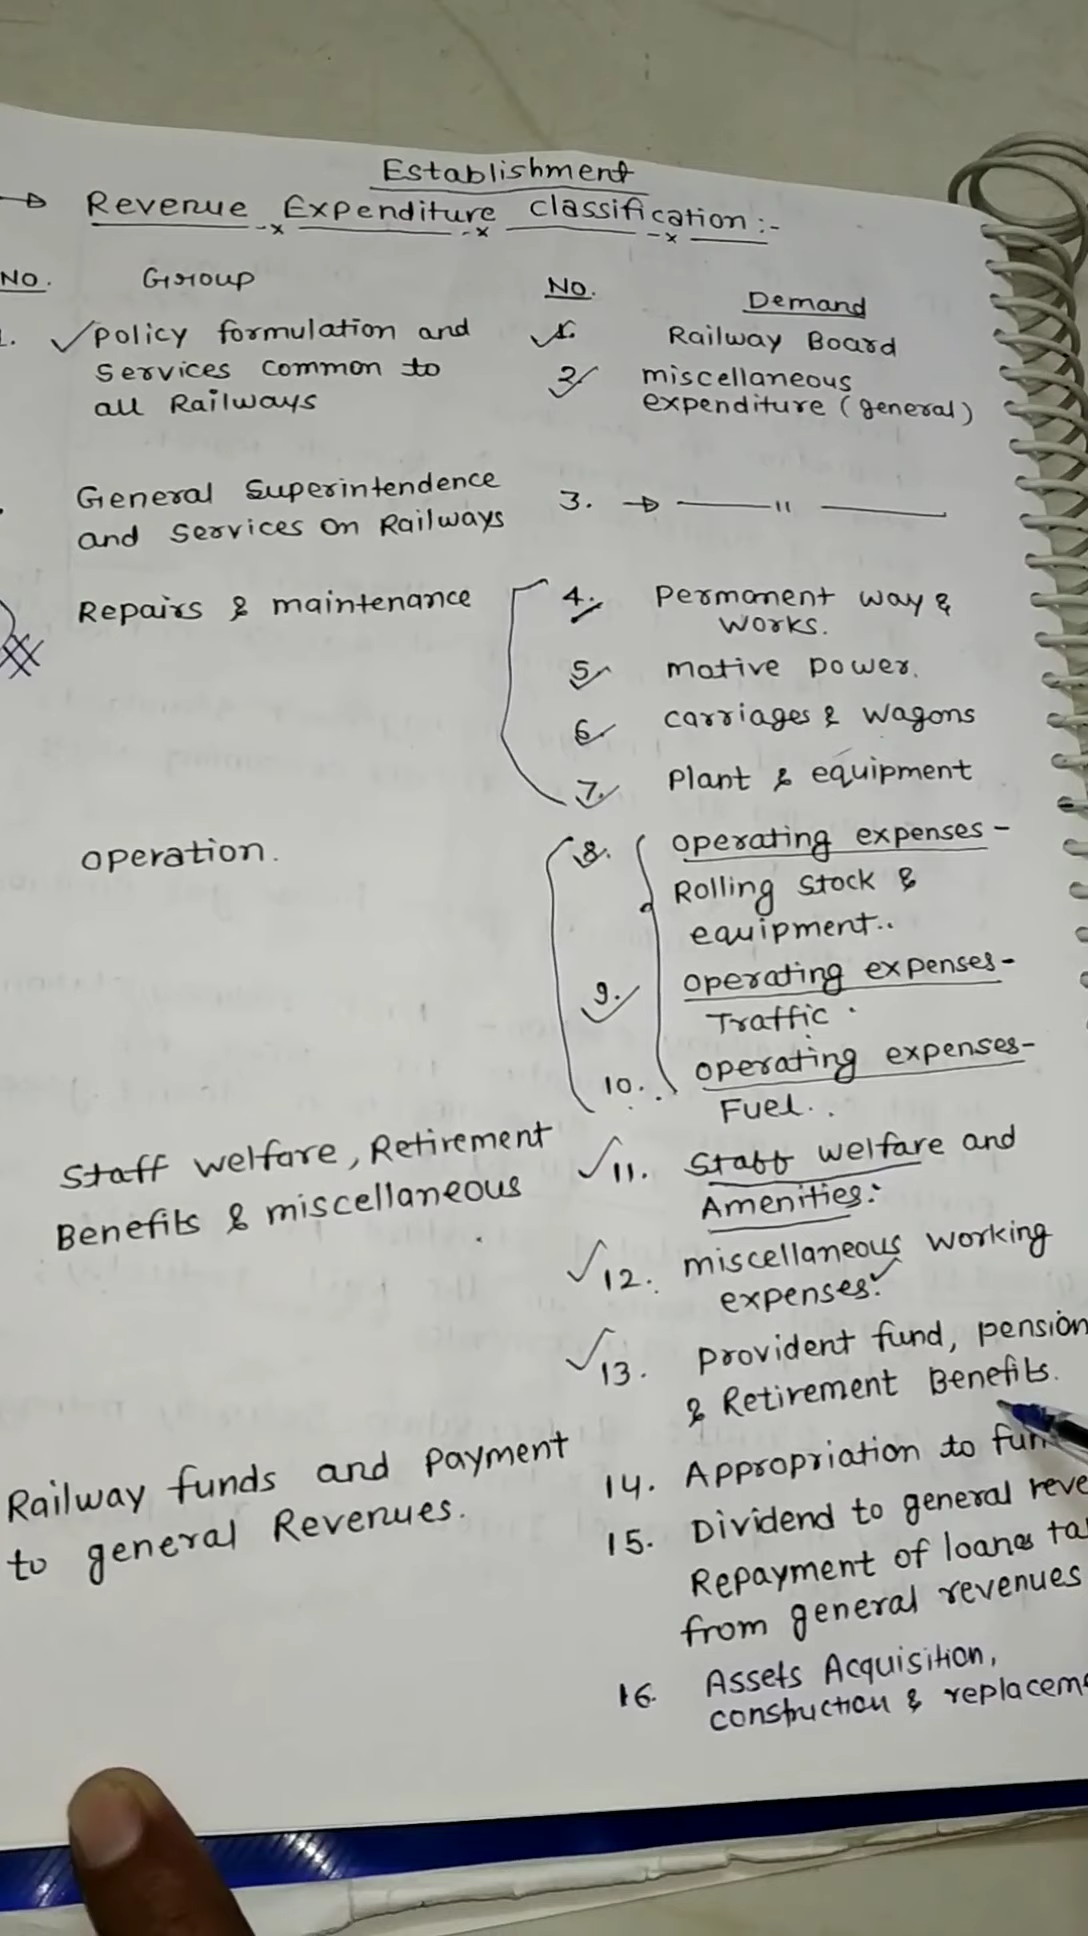 Establishment
Revenue Expenditure classification:-
NO. Group NO. Demand
1. policy formulation and 1. Railway Board
Services common to 2 miscellaneous
all Railways expenditure (general)
General Superintendence 3. → ——— " ———
and Services on Railways
Repairs & maintenance 4. Permanent way &
works.
5 motive power.
6 carriages & wagons
7. Plant & equipment
operation. 8. operating expenses -
Rolling stock &
equipment..
9. operating expenses -
Traffic.
10. operating expenses -
Fuel..
Staff welfare, Retirement 11. Staff welfare and
Benefits & miscellaneous Amenities:
12. miscellaneous working
expenses.
13. provident fund, pension
& Retirement Benefits.
Railway funds and payment 14. Appropriation to
to general Revenues. 15. Dividend to general
Repayment of loans
from general revenues
16. Assets Acquisition,
construction &